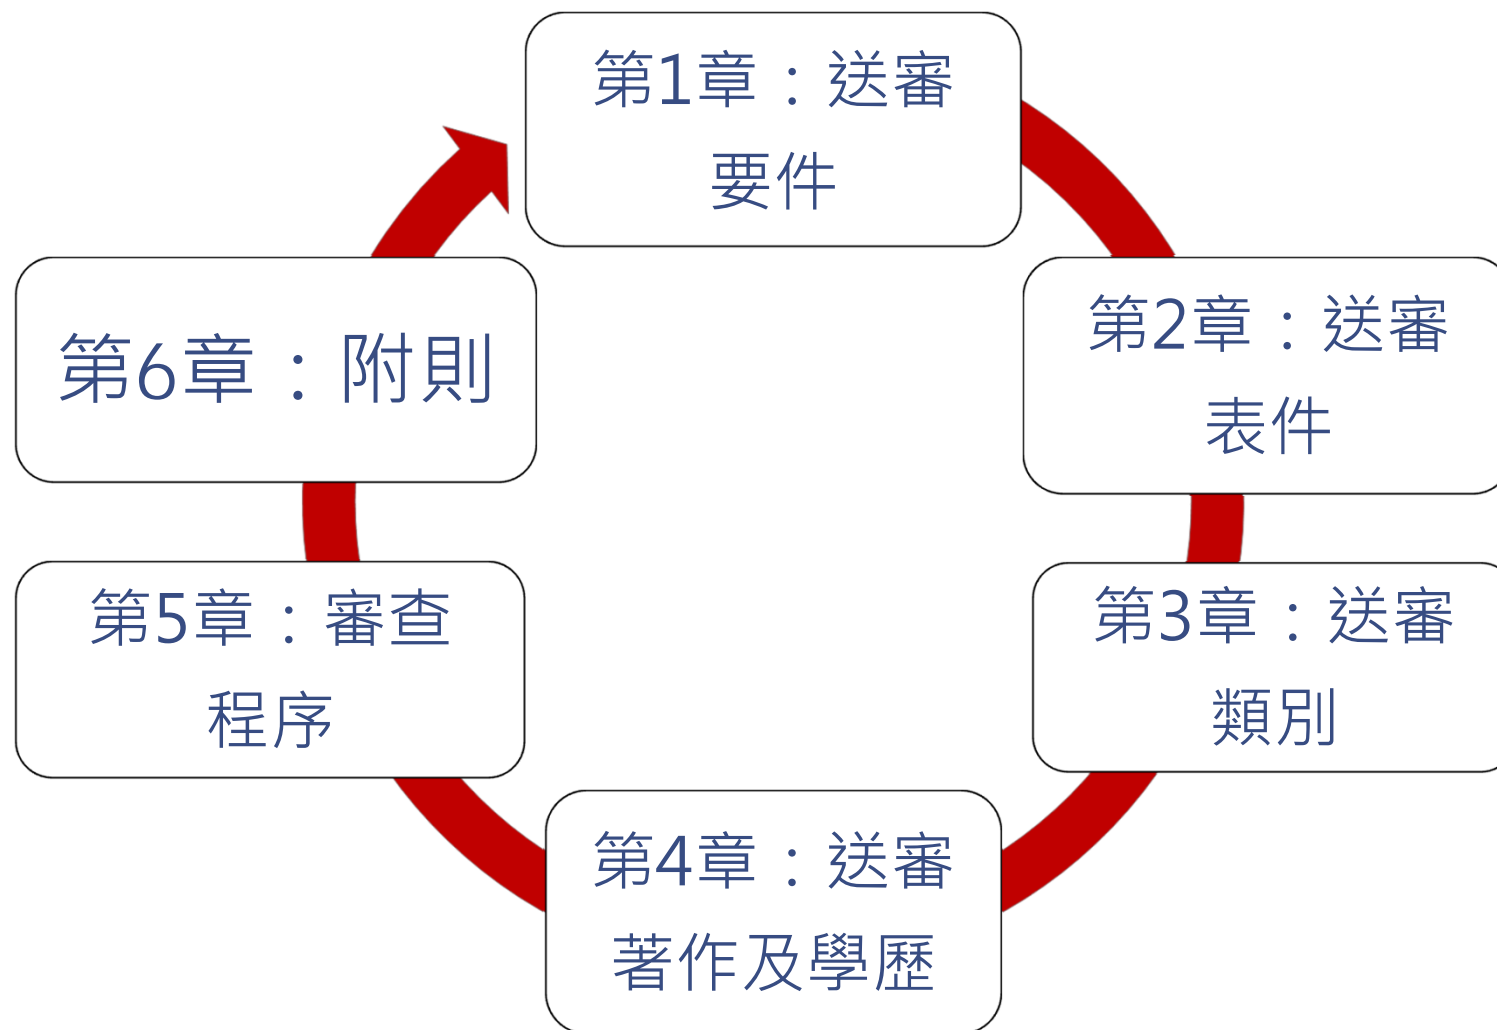 第1章：送審
要件
第2章：送審
表件
第3章：送審
類別
第4章：送審
著作及學歷
第5章：審查
程序
第6章：附則